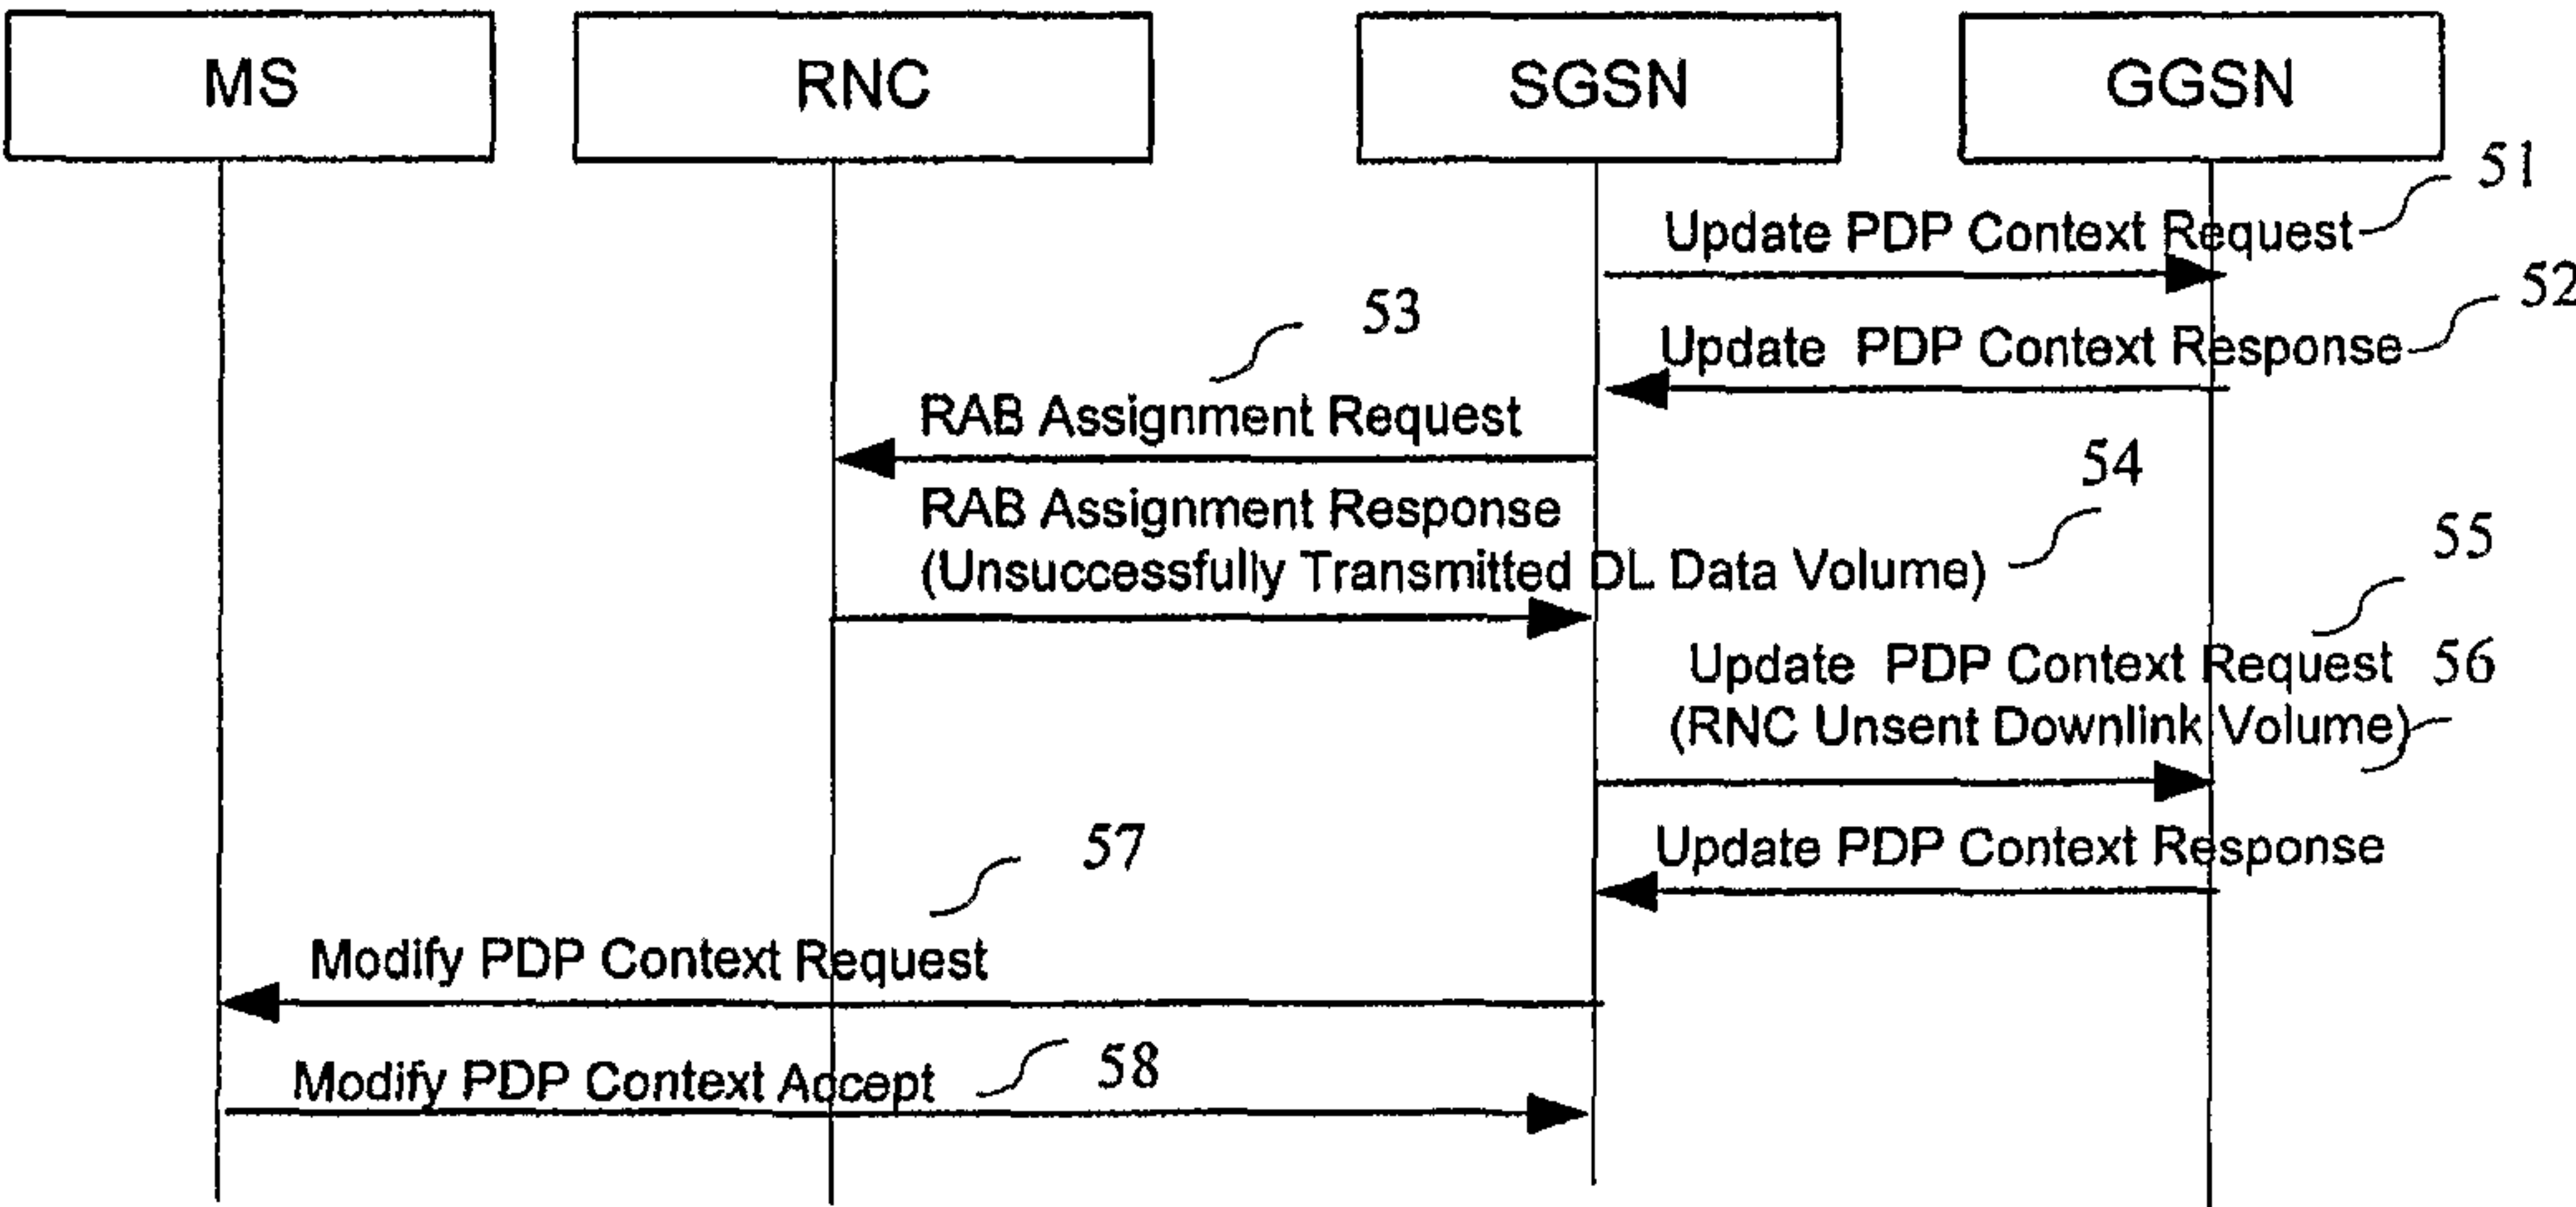 MS
RNC
SGSN
GGSN
51
Update PDP Context Request
52
Update PDP Context Response
53
RAB Assignment Request
54
RAB Assignment Response
(Unsuccessfully Transmitted DL Data Volume)
55
Update PDP Context Request
56
(RNC Unsent Downlink Volume)
Update PDP Context Response
57
Modify PDP Context Request
58
Modify PDP Context Accept